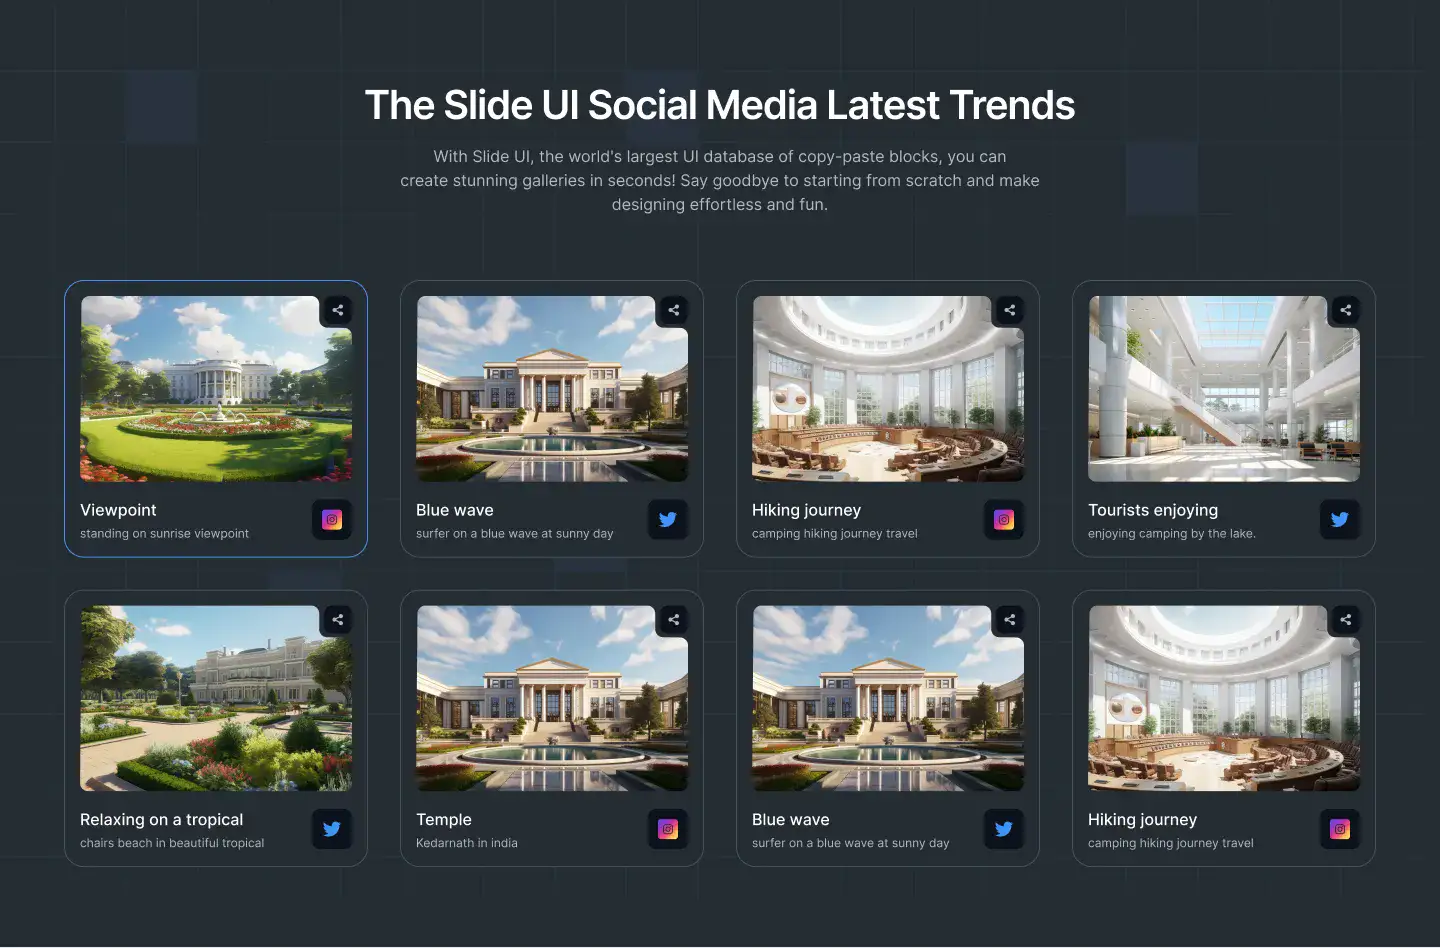 The Slide UI Social Media Latest Trends
With Slide UI, the world's largest UI database of copy-paste blocks, you can
create stunning galleries in seconds! Say goodbye to starting from scratch and make
designing effortless and fun.
Viewpoint
standing on sunrise viewpoint
Blue wave
surfer on a blue wave at sunny day
Hiking journey
camping hiking journey travel
Tourists enjoying
enjoying camping by the lake.
Relaxing on a tropical
chairs beach in beautiful tropical
Temple
Kedarnath in india
Blue wave
surfer on a blue wave at sunny day
Hiking journey
camping hiking journey travel